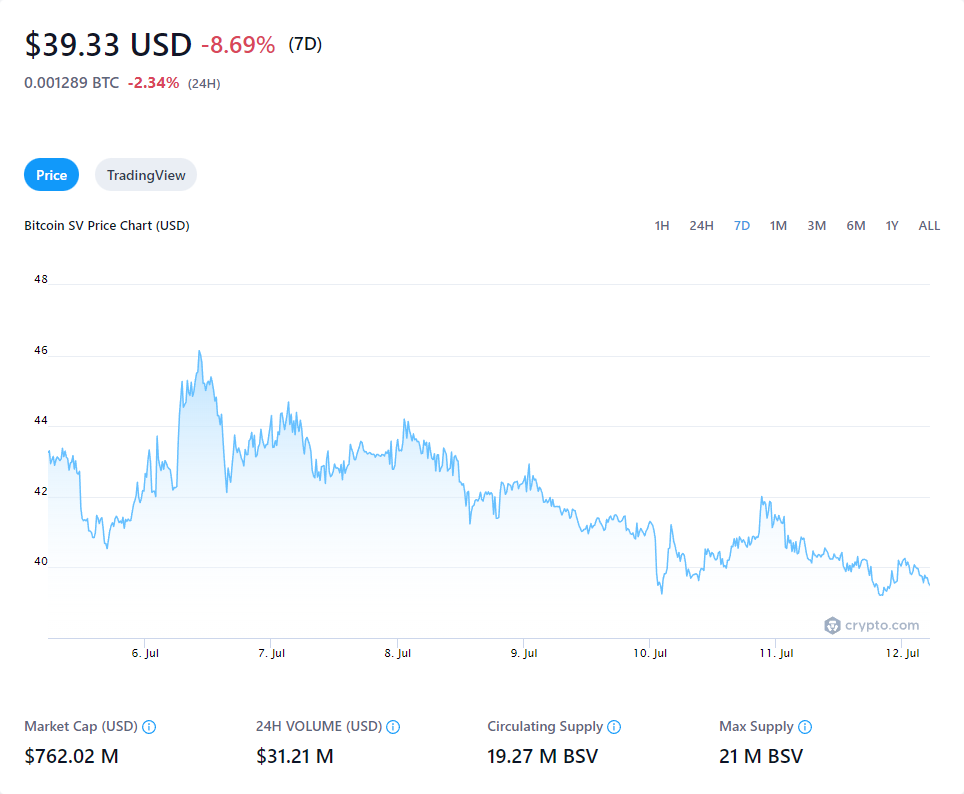 $39.33 USD -8.69% (7D)
0.001289 BTC -2.34% (24H)
Price TradingView
Bitcoin SV Price Chart (USD) 1H 24H 7D 1M 3M 6M 1Y ALL
48
46
44
42
40
crypto.com
6. Jul 7. Jul 8. Jul 9. Jul 10. Jul 11. Jul 12. Jul
Market Cap (USD) 24H VOLUME (USD) Circulating Supply Max Supply
$762.02 M $31.21 M 19.27 M BSV 21 M BSV